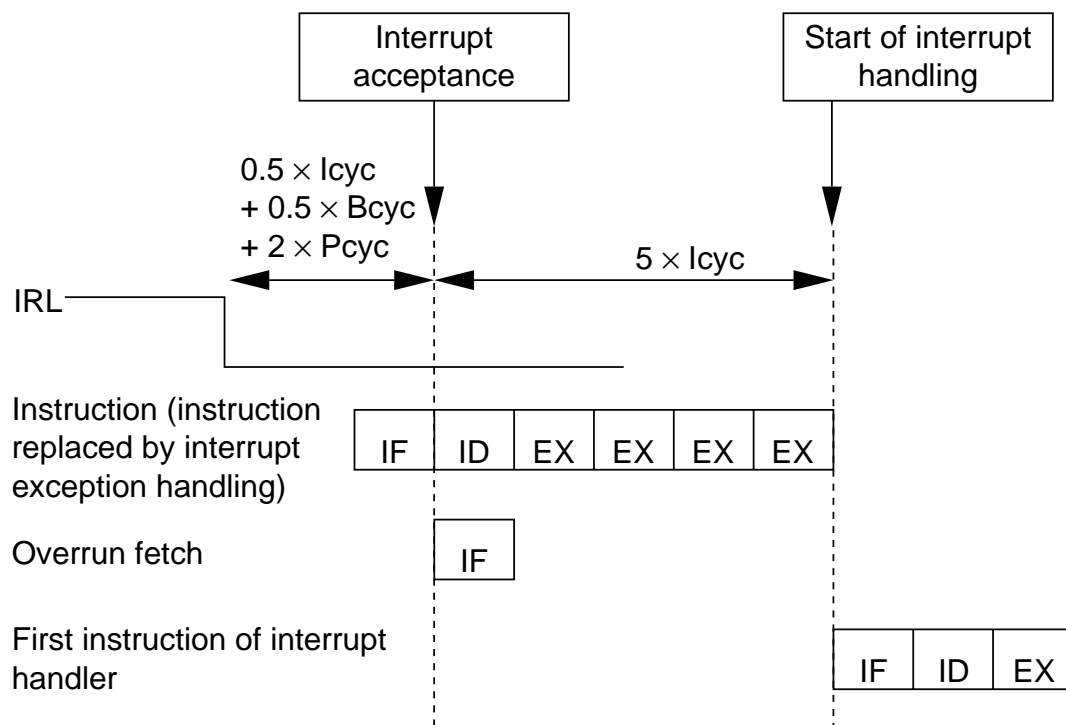 Interrupt
acceptance
Start of interrupt
handling
0.5 × Icyc
+ 0.5 × Bcyc
+ 2 × Pcyc
5 × Icyc
IRL
Instruction (instruction
replaced by interrupt
exception handling)
IF ID EX EX EX EX
Overrun fetch
IF
First instruction of interrupt
handler
IF ID EX